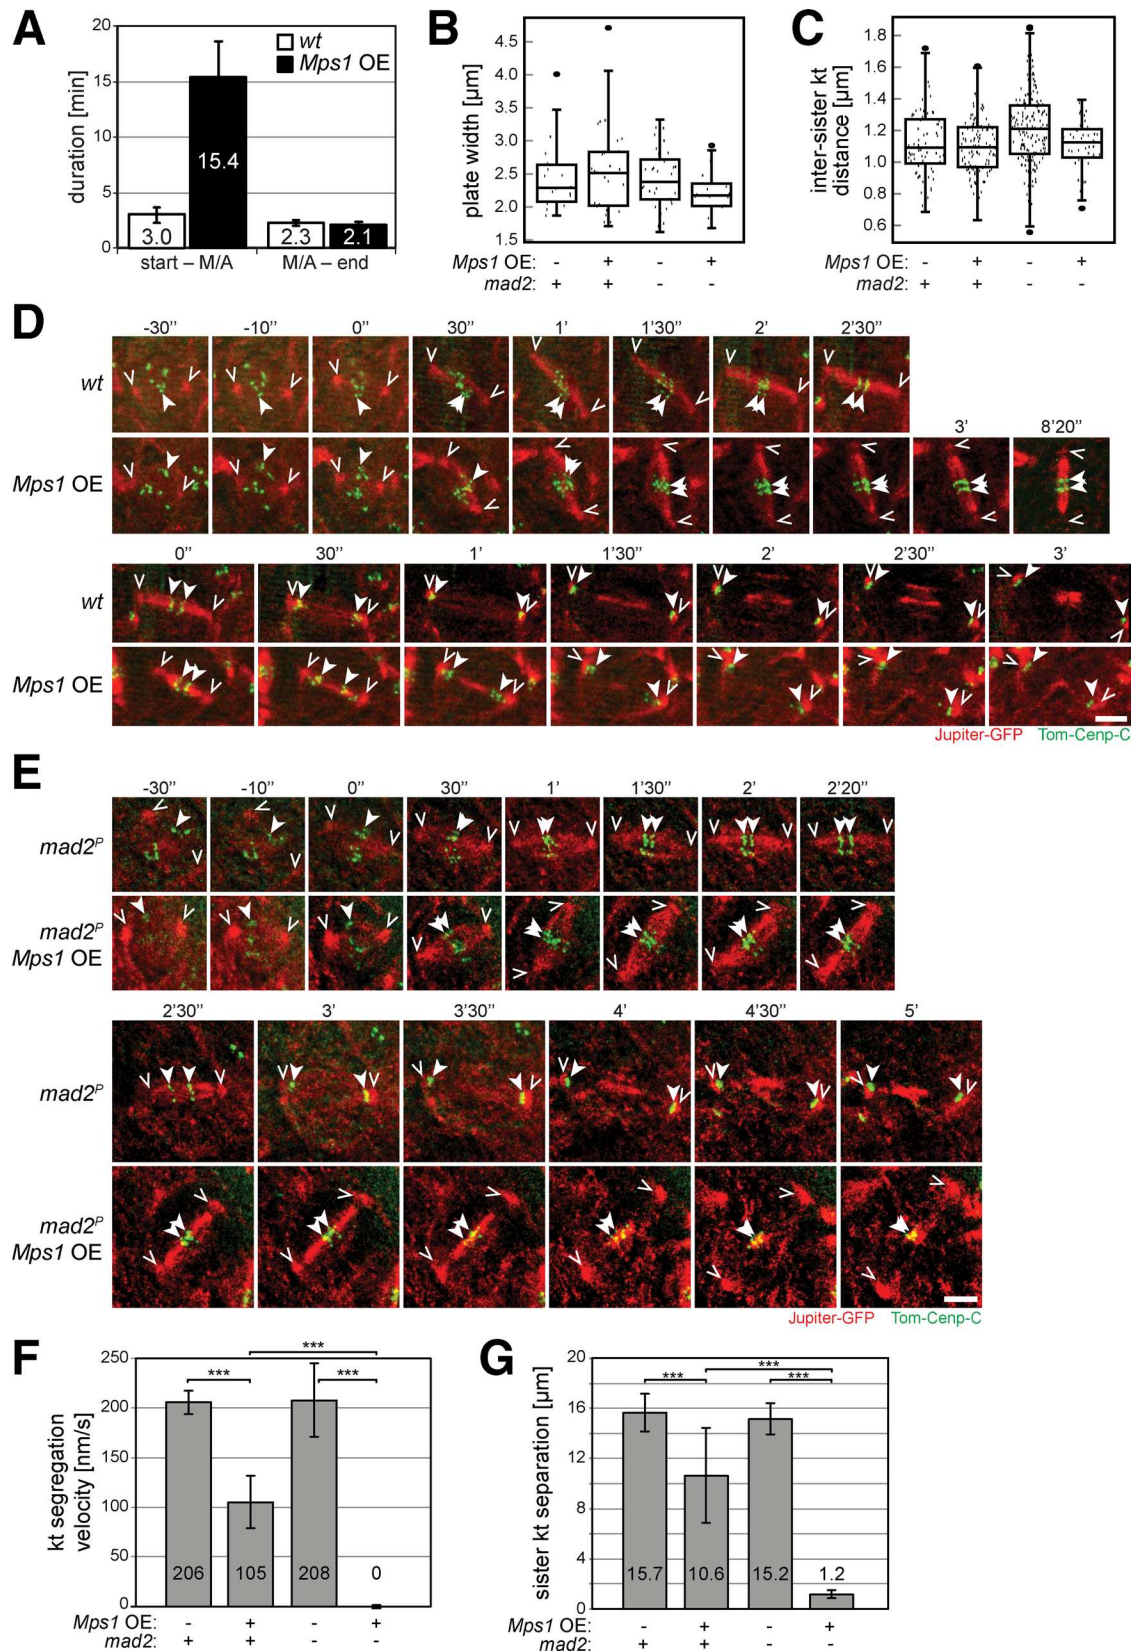 A
duration [min]
20
15
10
5
0
wt
Mps1 OE
3.0
15.4
2.3
2.1
start – M/A
M/A – end
B
plate width [µm]
4.5
4.0
3.5
3.0
2.5
2.0
1.5
Mps1 OE: - + - +
mad2: + + - -
C
inter-sister kt
distance [µm]
1.8
1.6
1.4
1.2
1.0
0.8
0.6
Mps1 OE: - + - +
mad2: + + - -
D
-30’’ -10’’ 0’’ 30’’ 1’ 1’30’’ 2’ 2’30’’
wt
3’ 8’20’’
Mps1 OE
0’’ 30’’ 1’ 1’30’’ 2’ 2’30’’ 3’
wt
Mps1 OE
Jupiter-GFP Tom-Cenp-C
E
-30’’ -10’’ 0’’ 30’’ 1’ 1’30’’ 2’ 2’20’’
mad2ᴾ
mad2ᴾ
Mps1 OE
2’30’’ 3’ 3’30’’ 4’ 4’30’’ 5’
mad2ᴾ
mad2ᴾ
Mps1 OE
Jupiter-GFP Tom-Cenp-C
F
kt segregation
velocity [nm/s]
250
200
150
100
50
0
***
*** ***
206 105 208 0
Mps1 OE: - + - +
mad2: + + - -
G
sister kt separation [µm]
20
16
12
8
4
0
***
*** ***
15.7 10.6 15.2 1.2
Mps1 OE: - + - +
mad2: + + - -